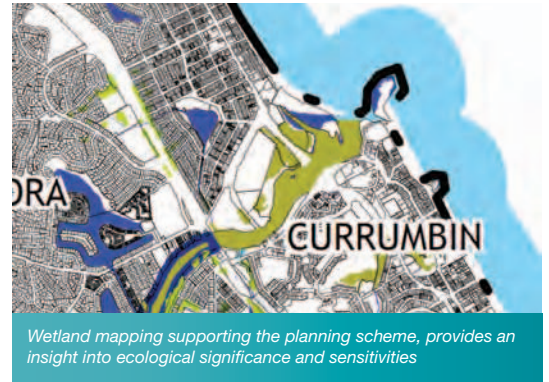 ORA
CURRUMBIN
Wetland mapping supporting the planning scheme, provides an
insight into ecological significance and sensitivities